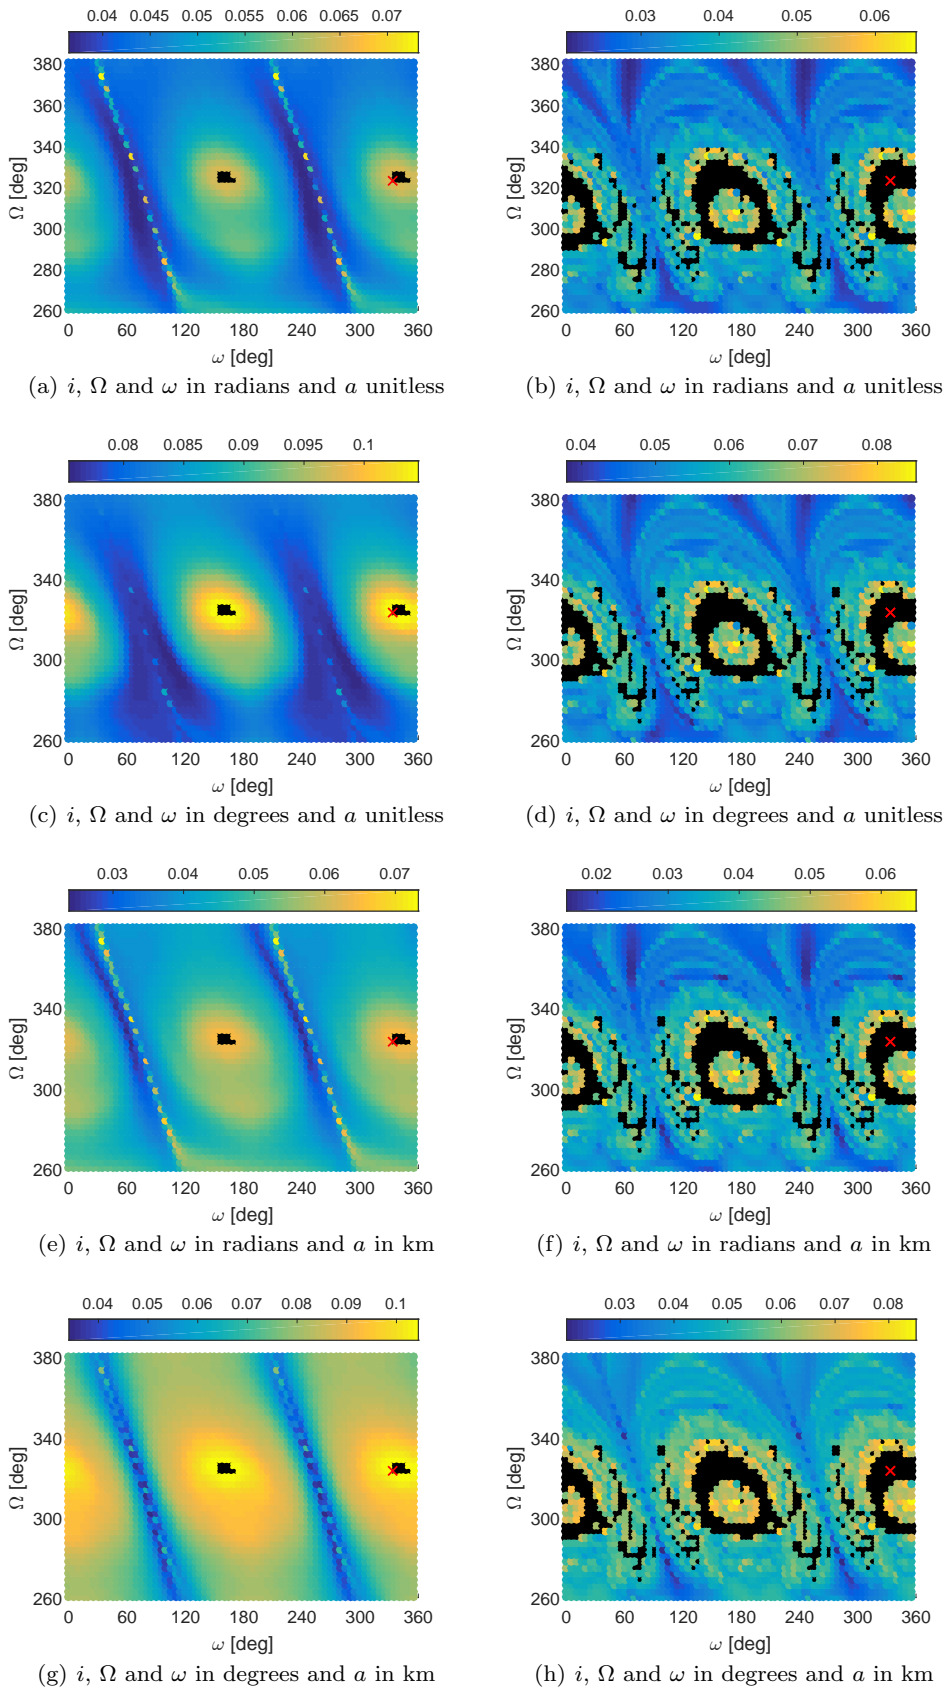 0.04 0.045 0.05 0.055 0.06 0.065 0.07
0.03 0.04 0.05 0.06
380
360
340
320
300
280
260
Ω [deg]
0 60 120 180 240 300 360
ω [deg]
380
360
340
320
300
280
260
Ω [deg]
0 60 120 180 240 300 360
ω [deg]
(a) i, Ω and ω in radians and a unitless
(b) i, Ω and ω in radians and a unitless
0.08 0.085 0.09 0.095 0.1
0.04 0.05 0.06 0.07 0.08
380
340
300
260
Ω [deg]
0 60 120 180 240 300 360
ω [deg]
380
340
300
260
Ω [deg]
0 60 120 180 240 300 360
ω [deg]
(c) i, Ω and ω in degrees and a unitless
(d) i, Ω and ω in degrees and a unitless
0.03 0.04 0.05 0.06 0.07
0.02 0.03 0.04 0.05 0.06
380
340
300
260
Ω [deg]
0 60 120 180 240 300 360
ω [deg]
380
340
300
260
Ω [deg]
0 60 120 180 240 300 360
ω [deg]
(e) i, Ω and ω in radians and a in km
(f) i, Ω and ω in radians and a in km
0.04 0.05 0.06 0.07 0.08 0.09 0.1
0.03 0.04 0.05 0.06 0.07 0.08
380
340
300
260
Ω [deg]
0 60 120 180 240 300 360
ω [deg]
380
340
300
260
Ω [deg]
0 60 120 180 240 300 360
ω [deg]
(g) i, Ω and ω in degrees and a in km
(h) i, Ω and ω in degrees and a in km